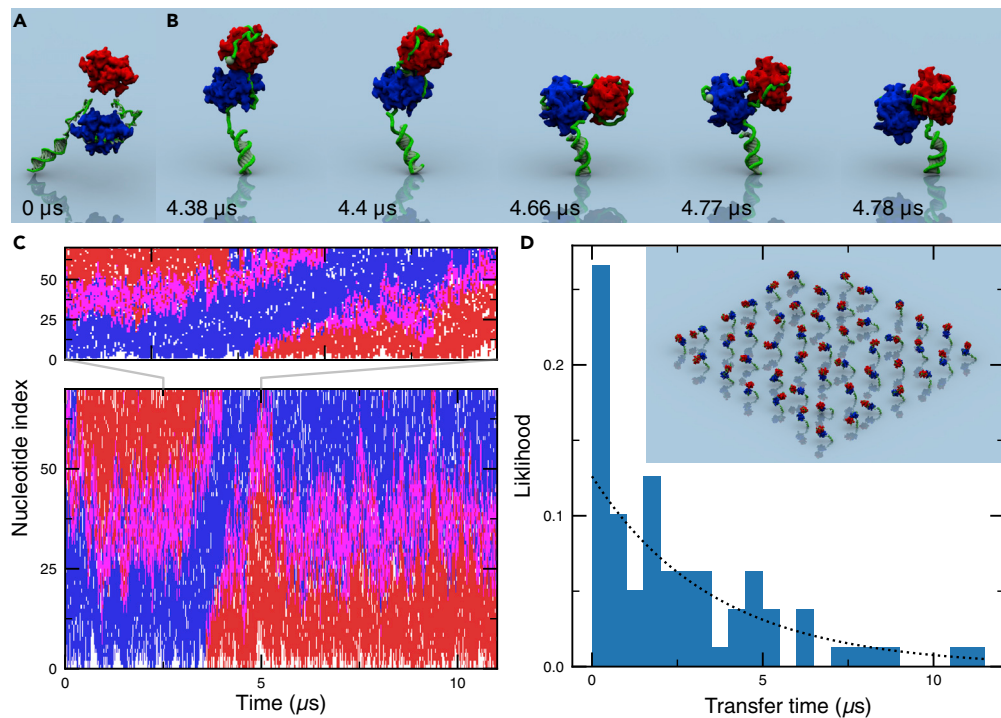 A
B
0 µs
4.38 µs
4.4 µs
4.66 µs
4.77 µs
4.78 µs
C
50
25
0
Nucleotide index
50
25
0
0
5
10
Time (µs)
D
Liklihood
0.2
0.1
0.0
0
5
10
Transfer time (µs)